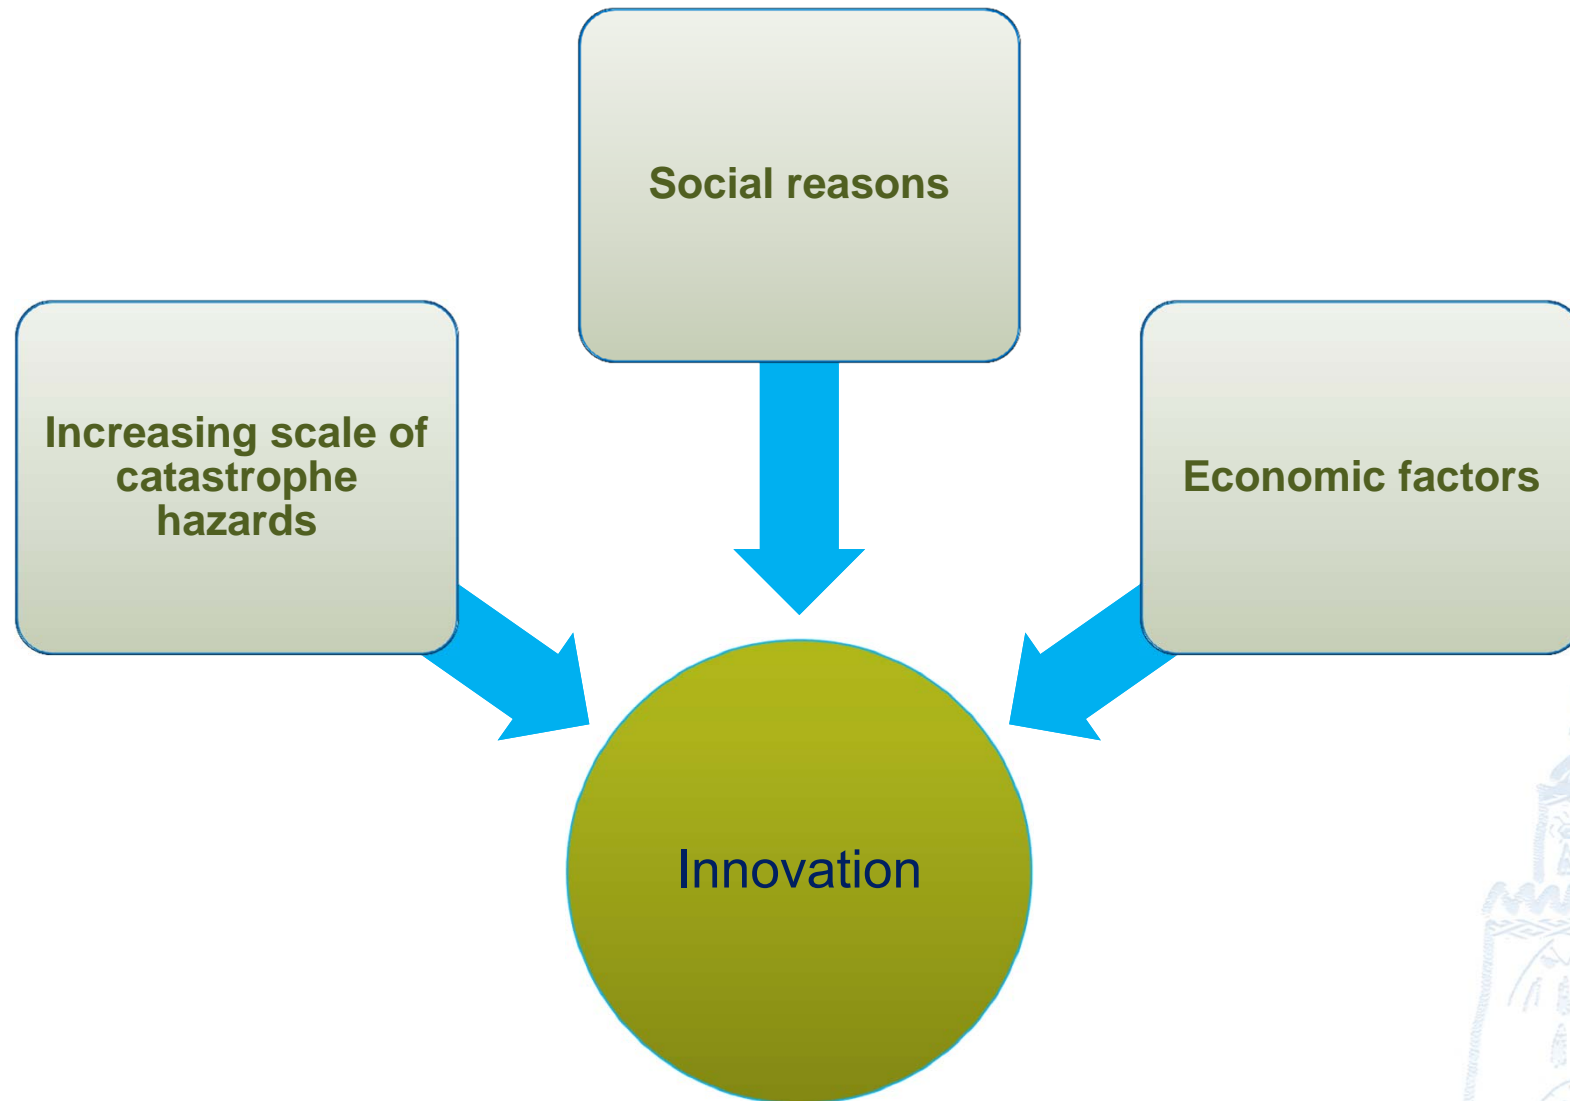 Social reasons
Increasing scale of
catastrophe
hazards
Economic factors
Innovation